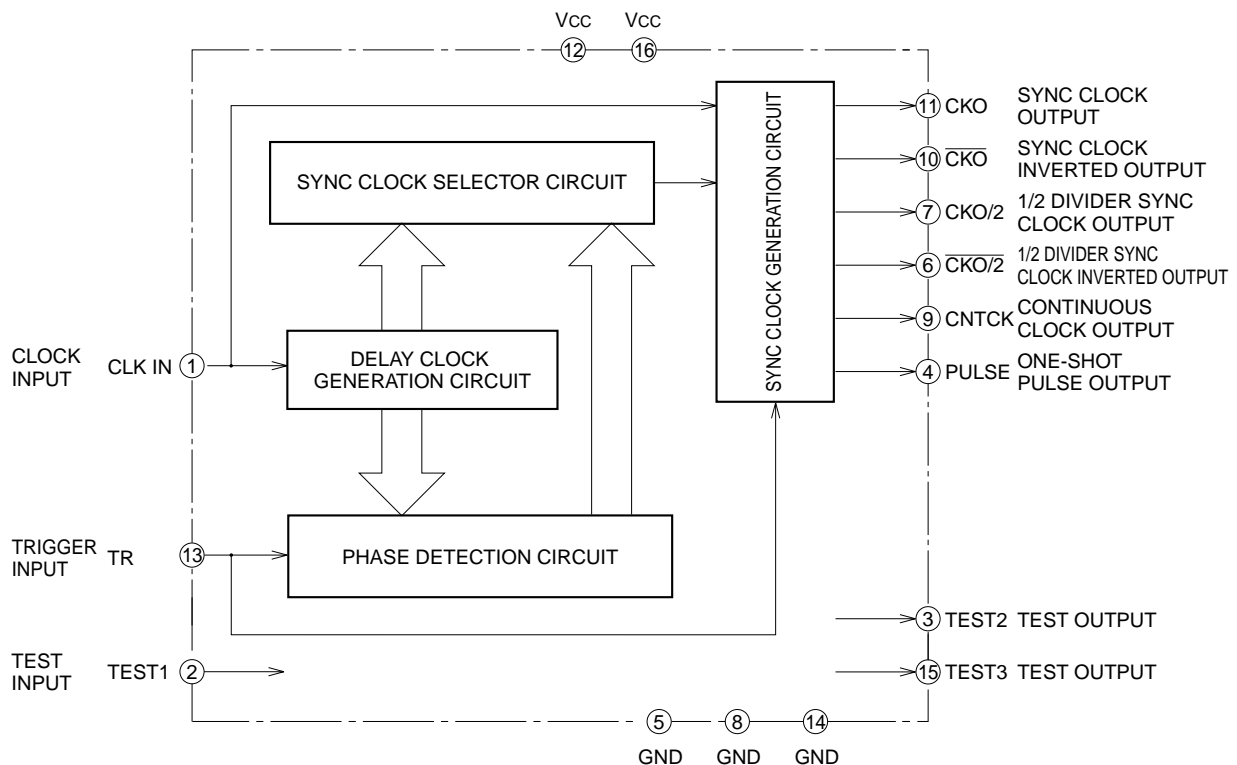 VCC VCC
12 16
11 CKO SYNC CLOCK
OUTPUT
10 CKO SYNC CLOCK
INVERTED OUTPUT
7 CKO/2 1/2 DIVIDER SYNC
CLOCK OUTPUT
6 CKO/2 1/2 DIVIDER SYNC
CLOCK INVERTED OUTPUT
9 CNTCK CONTINUOUS
CLOCK OUTPUT
4 PULSE ONE-SHOT
PULSE OUTPUT
SYNC CLOCK GENERATION CIRCUIT
SYNC CLOCK SELECTOR CIRCUIT
CLOCK
INPUT
CLK IN 1
DELAY CLOCK
GENERATION CIRCUIT
TRIGGER
INPUT
TR 13
PHASE DETECTION CIRCUIT
3 TEST2 TEST OUTPUT
TEST
INPUT
TEST1 2
15 TEST3 TEST OUTPUT
5 8 14
GND GND GND